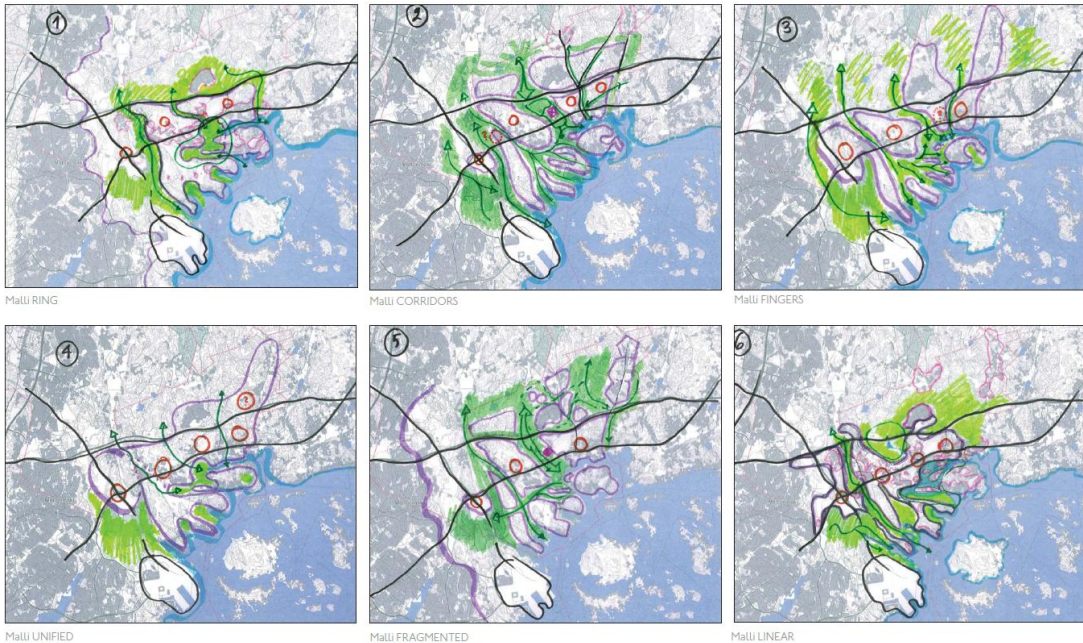 1
2
3
Malli RING
Malli CORRIDORS
Malli FINGERS
4
5
6
Malli UNIFIED
Malli FRAGMENTED
Malli LINEAR